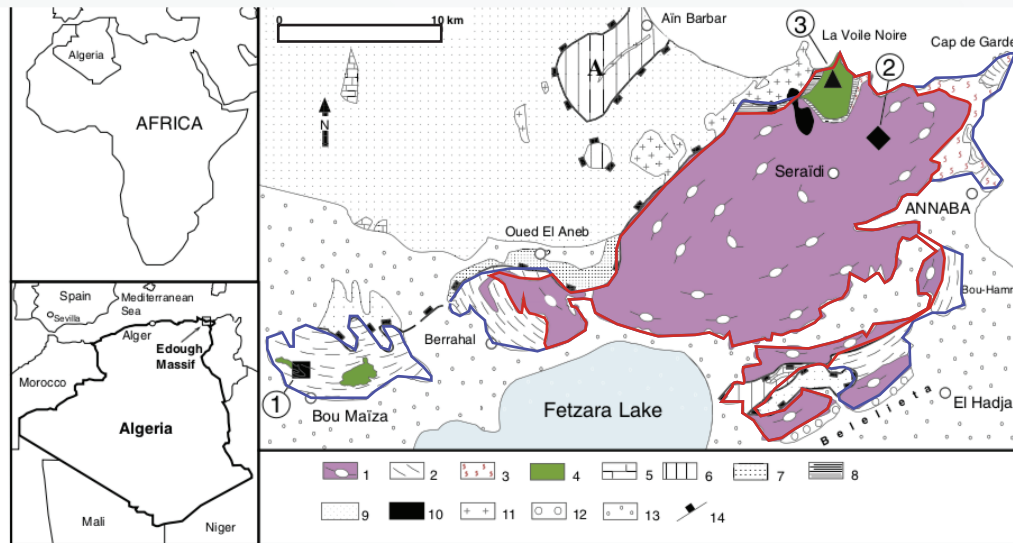 Algeria
AFRICA
Spain
Sevilla
Mediterranean
Sea
Alger
Edough
Massif
Morocco
Algeria
Mali
Niger
0
10 km
N
A
Aïn Barbar
La Voile Noire
Cap de Garde
3
2
Seraïdi
ANNABA
Oued El Aneb
Bou-Hamr
Berrahal
1
Bou Maïza
Fetzara Lake
El Hadja
Belelieta
1 2 3 4 5 6 7 8
9 10 11 12 13 14